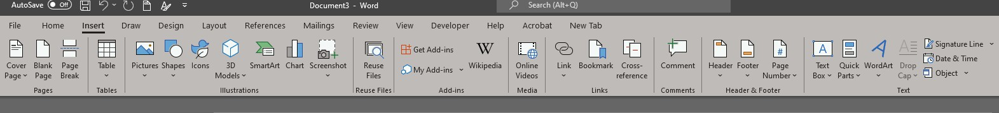 AutoSave Off Document3 - Word Search (Alt+Q)
File Home Insert Draw Design Layout References Mailings Review View Developer Help Acrobat New Tab
Cover Page
Blank Page
Page Break
Pages
Table
Tables
Pictures
Shapes
Icons
3D Models
SmartArt
Chart
Screenshot
Illustrations
Reuse Files
Reuse Files
Get Add-ins
My Add-ins
W
Wikipedia
Add-ins
Online Videos
Media
Link
Bookmark
Cross-reference
Links
Comment
Comments
Header
Footer
#
Page Number
Header & Footer
A
Text Box
Quick Parts
A
WordArt
A
Drop Cap
Signature Line
Date & Time
Object
Text